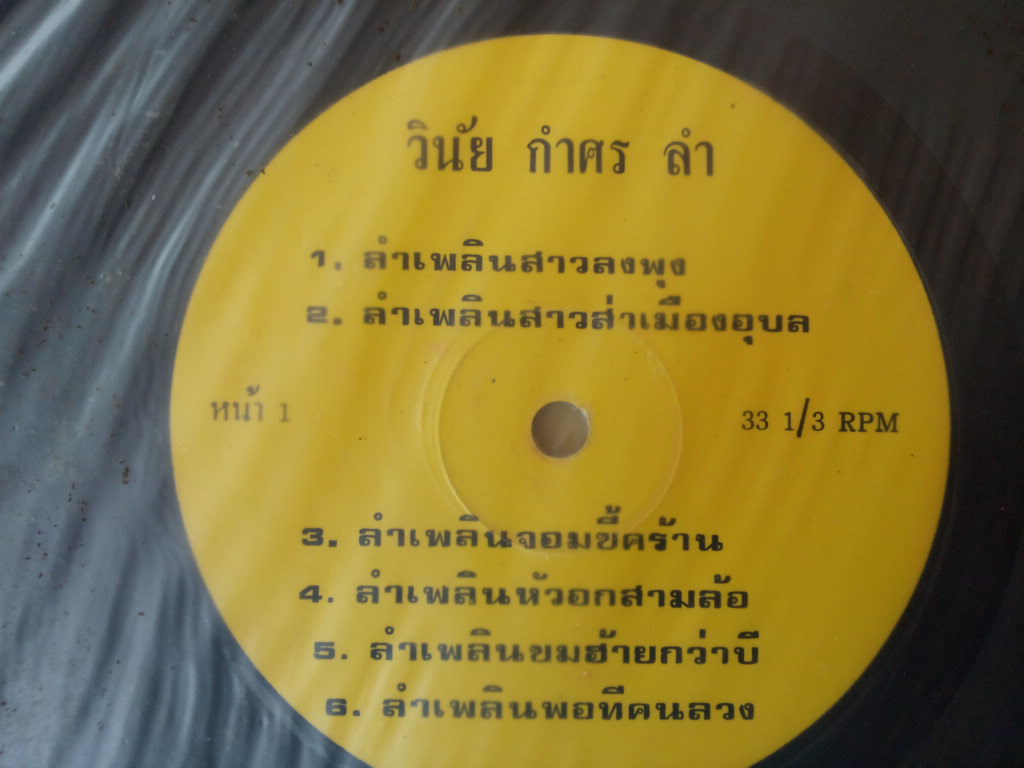 วินัย กำศร ลำ
1. ลำเพลินสาวลงพุง
2. ลำเพลินสาวส่าเมืองอุบล
หน้า 1
33 1/3 RPM
3. ลำเพลินจอมขี้คร้าน
4. ลำเพลินหัวอกสามล้อ
5. ลำเพลินขมฮ้ายกว่าบี
6. ลำเพลินพอทีคนลวง